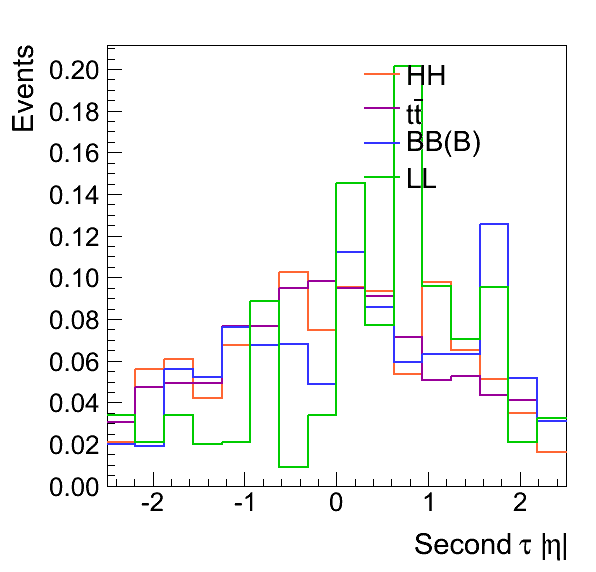 Events
0.20
0.18
0.16
0.14
0.12
0.10
0.08
0.06
0.04
0.02
0.00
HH
tt̄
BB(B)
LL
-2 -1 0 1 2
Second τ |η|